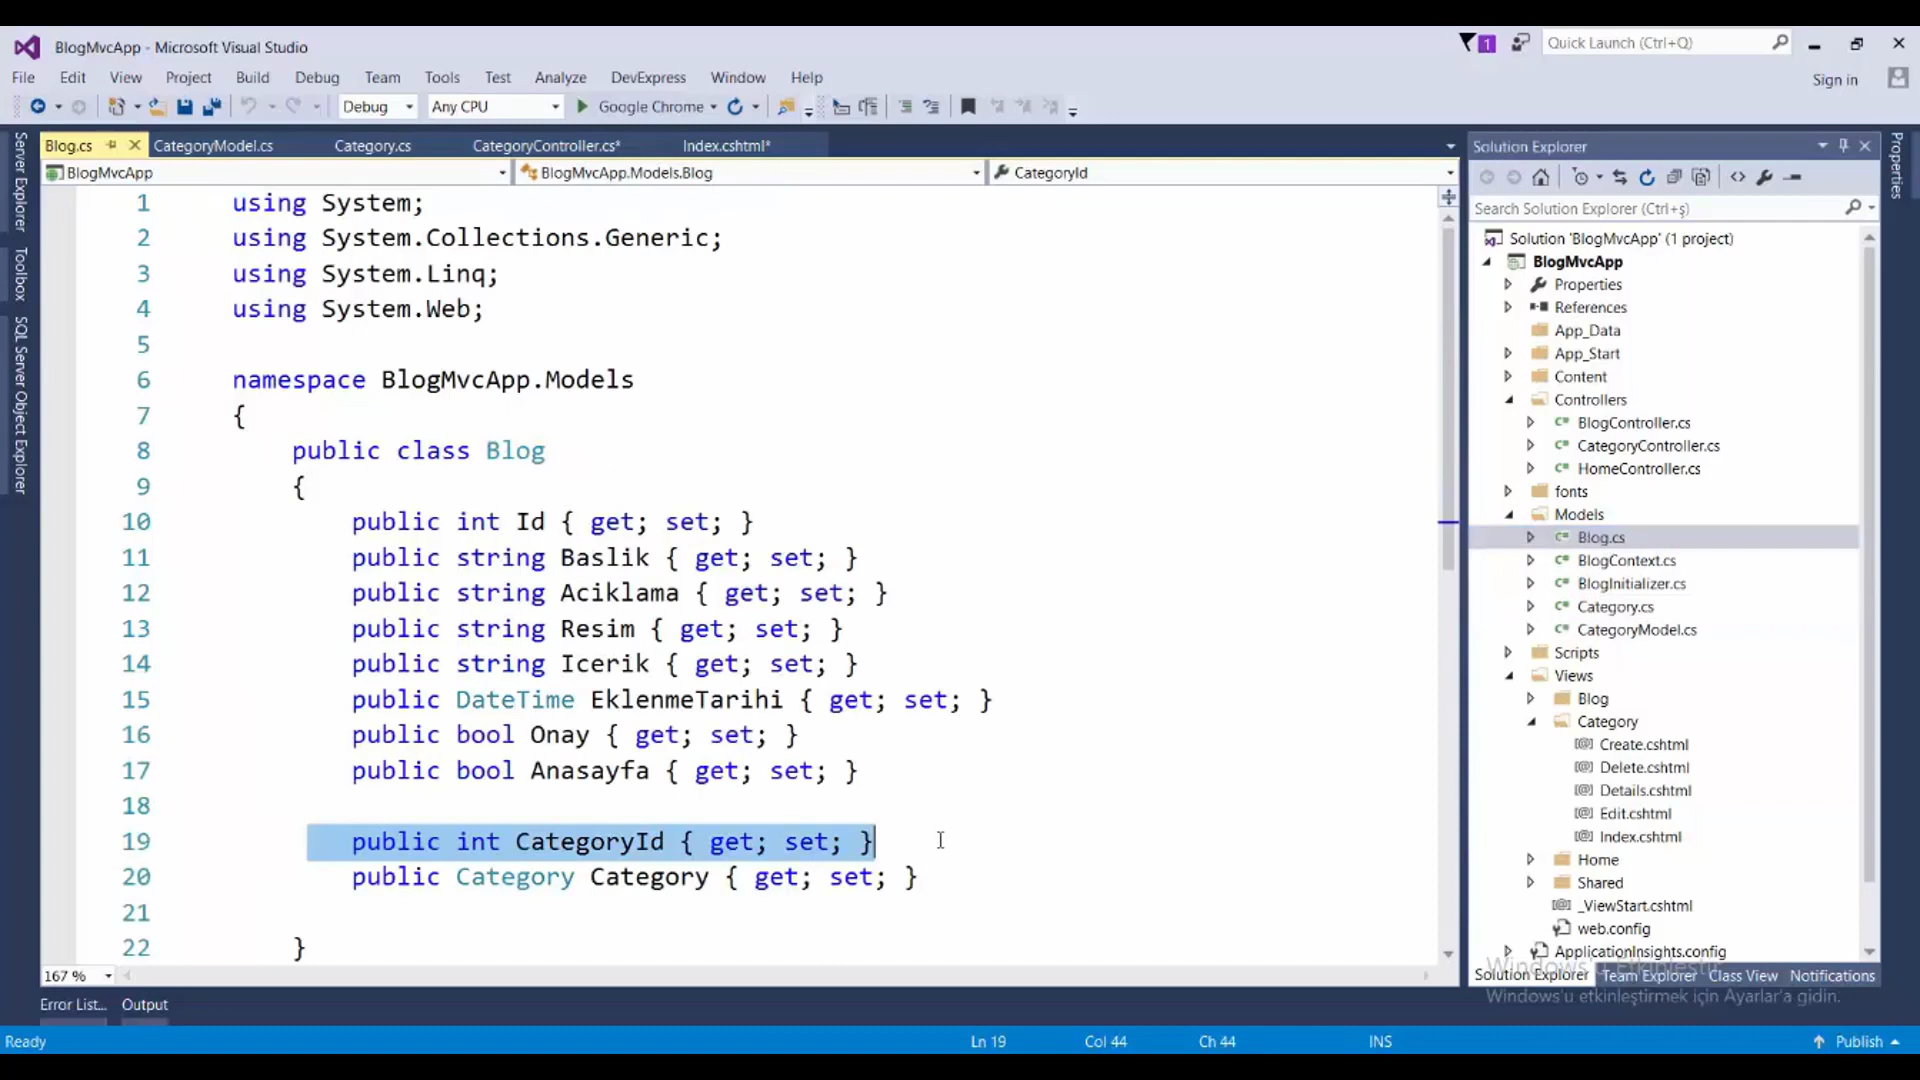 BlogMvcApp - Microsoft Visual Studio
1
Quick Launch (Ctrl+Q)
File Edit View Project Build Debug Team Tools Test Analyze DevExpress Window Help
Sign in
Debug Any CPU Google Chrome
Server Explorer
Toolbox
SQL Server Object Explorer
Blog.cs CategoryModel.cs Category.cs CategoryController.cs* Index.cshtml*
BlogMvcApp BlogMvcApp.Models.Blog CategoryId
1 using System;
2 using System.Collections.Generic;
3 using System.Linq;
4 using System.Web;
5
6 namespace BlogMvcApp.Models
7 {
8 public class Blog
9 {
10 public int Id { get; set; }
11 public string Baslik { get; set; }
12 public string Aciklama { get; set; }
13 public string Resim { get; set; }
14 public string Icerik { get; set; }
15 public DateTime EklenmeTarihi { get; set; }
16 public bool Onay { get; set; }
17 public bool Anasayfa { get; set; }
18
19 public int CategoryId { get; set; }
20 public Category Category { get; set; }
21
22 }
167 %
Error List... Output
Solution Explorer
Search Solution Explorer (Ctrl+ş)
Solution 'BlogMvcApp' (1 project)
BlogMvcApp
Properties
References
App_Data
App_Start
Content
Controllers
BlogController.cs
CategoryController.cs
HomeController.cs
fonts
Models
Blog.cs
BlogContext.cs
BlogInitializer.cs
Category.cs
CategoryModel.cs
Scripts
Views
Blog
Category
Create.cshtml
Delete.cshtml
Details.cshtml
Edit.cshtml
Index.cshtml
Home
Shared
_ViewStart.cshtml
web.config
ApplicationInsights.config
Windows'u Etkinleştir
Solution Explorer Team Explorer Class View Notifications
Windows'u etkinleştirmek için Ayarlar'a gidin.
Properties
Ready Ln 19 Col 44 Ch 44 INS Publish